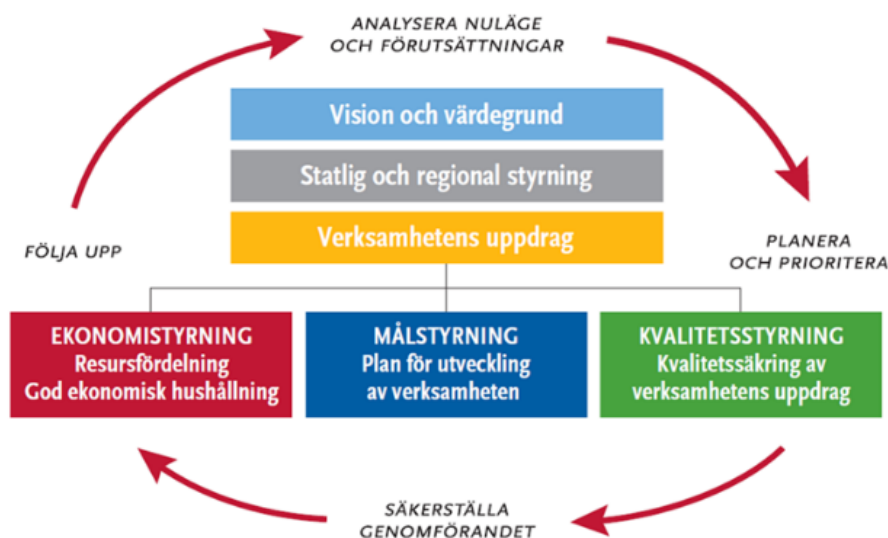 ANALYSERA NULÄGE
OCH FÖRUTSÄTTNINGAR
Vision och värdegrund
Statlig och regional styrning
Verksamhetens uppdrag
FÖLJA UPP
PLANERA
OCH PRIORITERA
EKONOMISTYRNING
Resursfördelning
God ekonomisk hushållning
MÅLSTYRNING
Plan för utveckling
av verksamheten
KVALITETSSTYRNING
Kvalitetssäkring av
verksamhetens uppdrag
SÄKERSTÄLLA
GENOMFÖRANDET